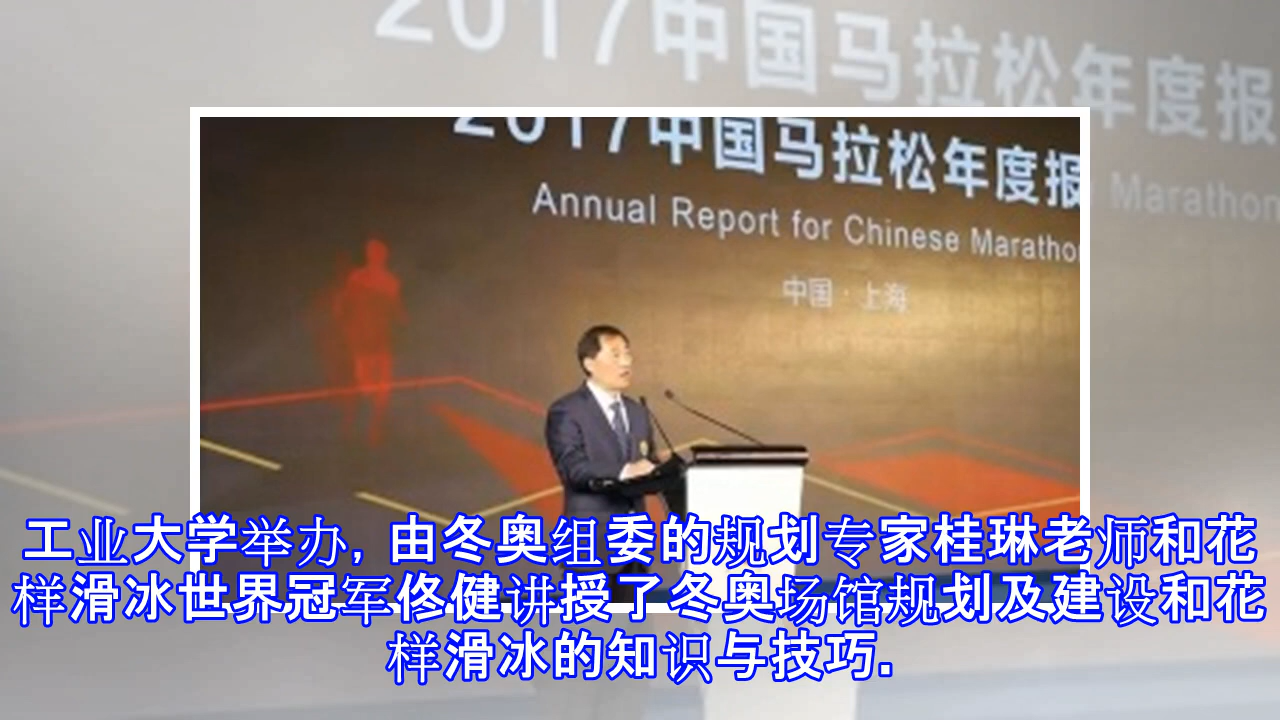 2017中国马拉松年度报
Marathon
2017中国马拉松年度报
Annual Report for Chinese Marathon
中国·上海
工业大学举办, 由冬奥组委的规划专家桂琳老师和花
样滑冰世界冠军佟健讲授了冬奥场馆规划及建设和花
样滑冰的知识与技巧.